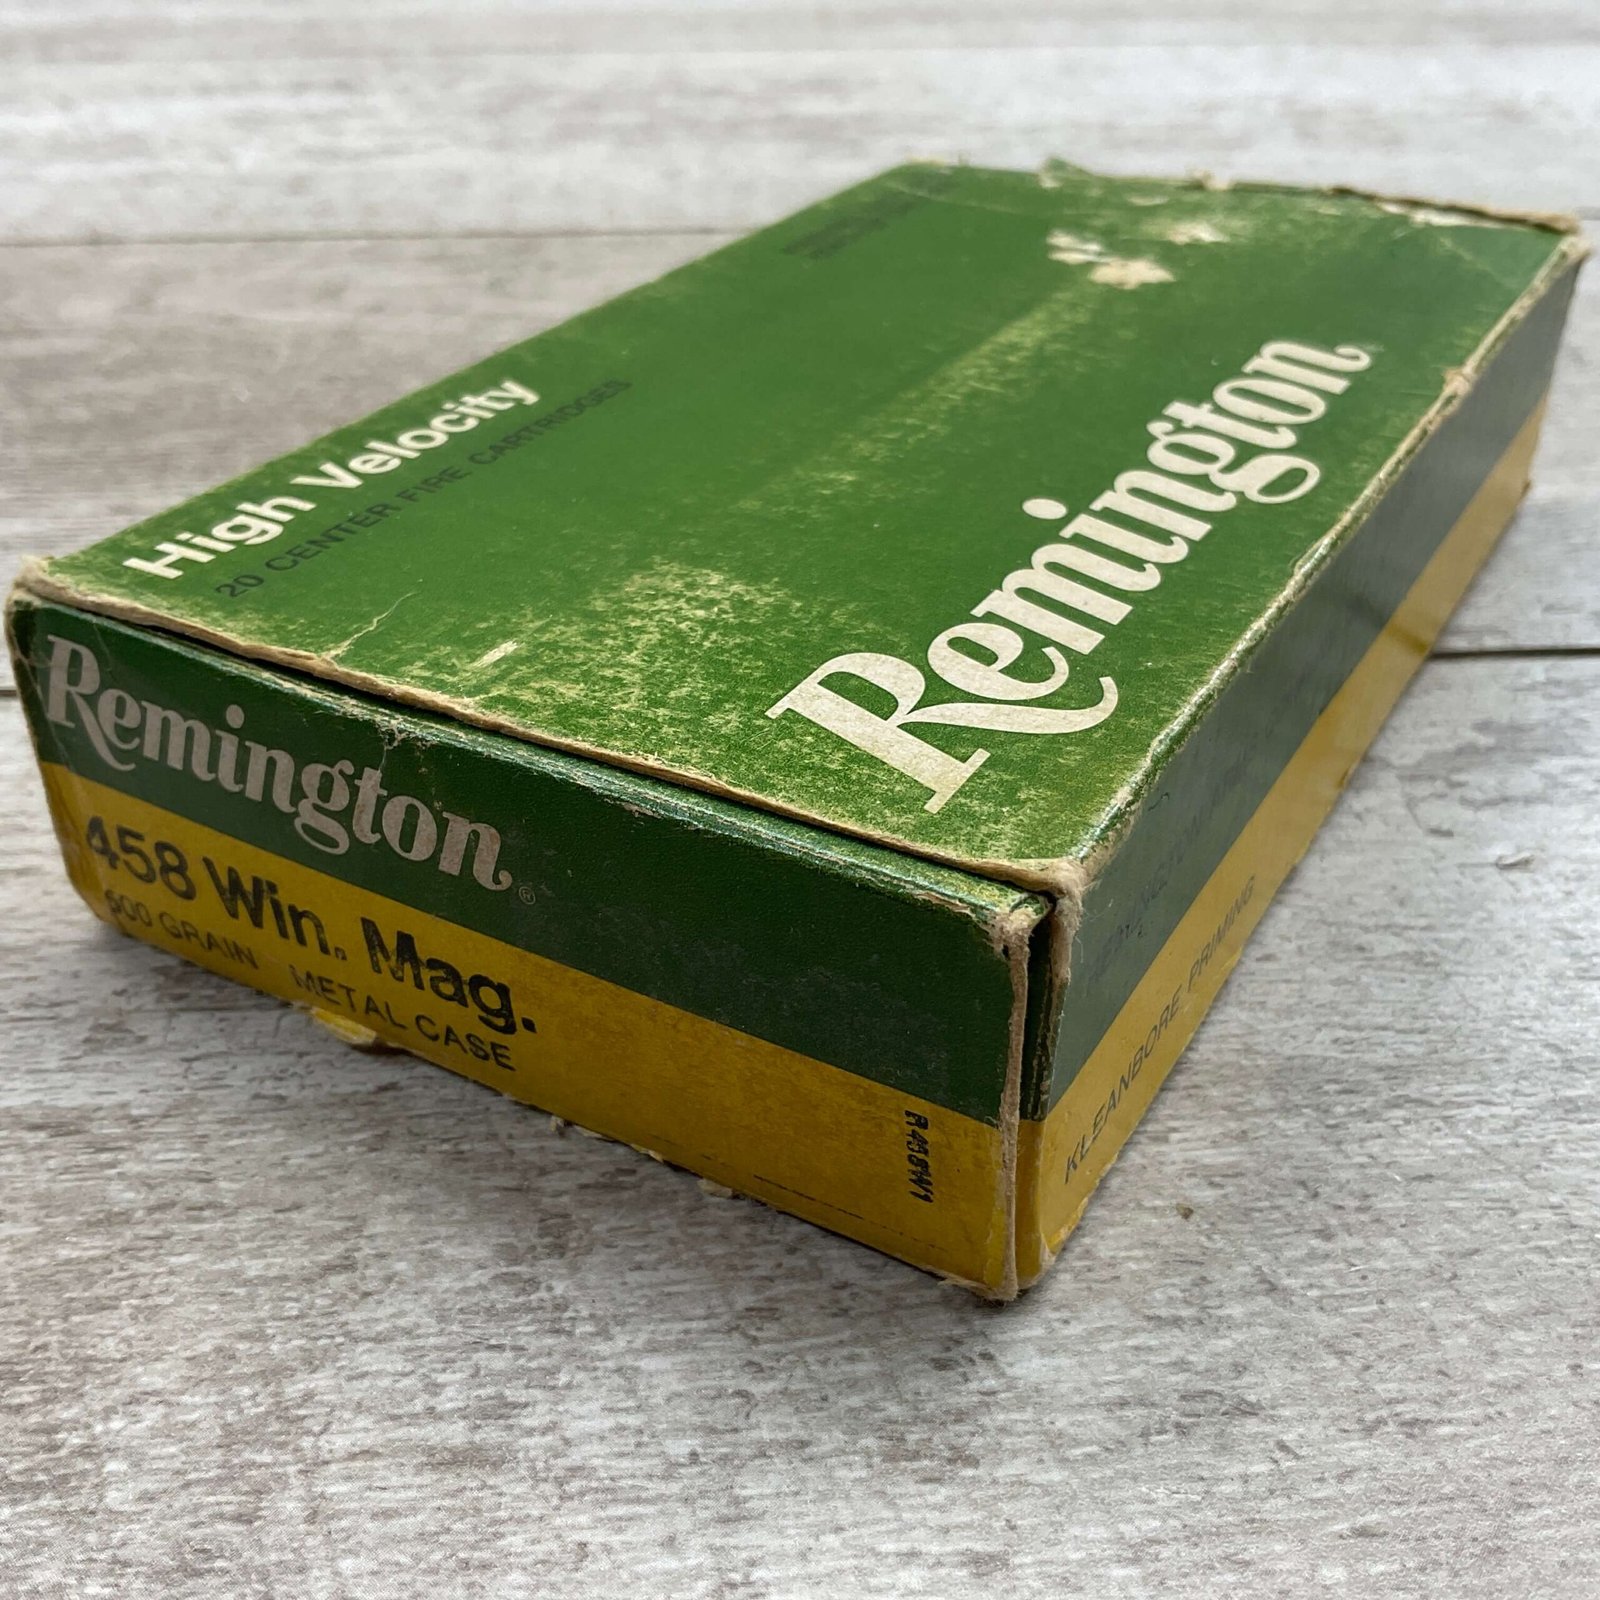 High Velocity
20 CENTER FIRE CARTRIDGES
Remington
Remington®
458 Win. Mag.
500 GRAIN METAL CASE
R458W1
KLEANBORE PRIMING